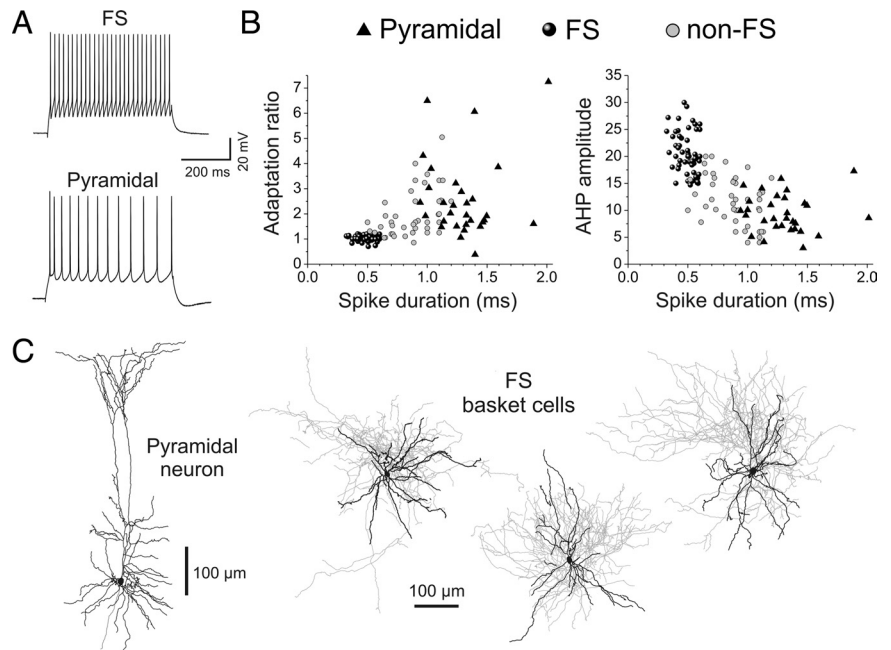 A
FS
20 mV
200 ms
Pyramidal
B
Pyramidal
FS
non-FS
Adaptation ratio
7
6
5
4
3
2
1
0
0.0
0.5
1.0
1.5
2.0
Spike duration (ms)
AHP amplitude
35
30
25
20
15
10
5
0
0.0
0.5
1.0
1.5
2.0
Spike duration (ms)
C
Pyramidal
neuron
100 µm
FS
basket cells
100 µm